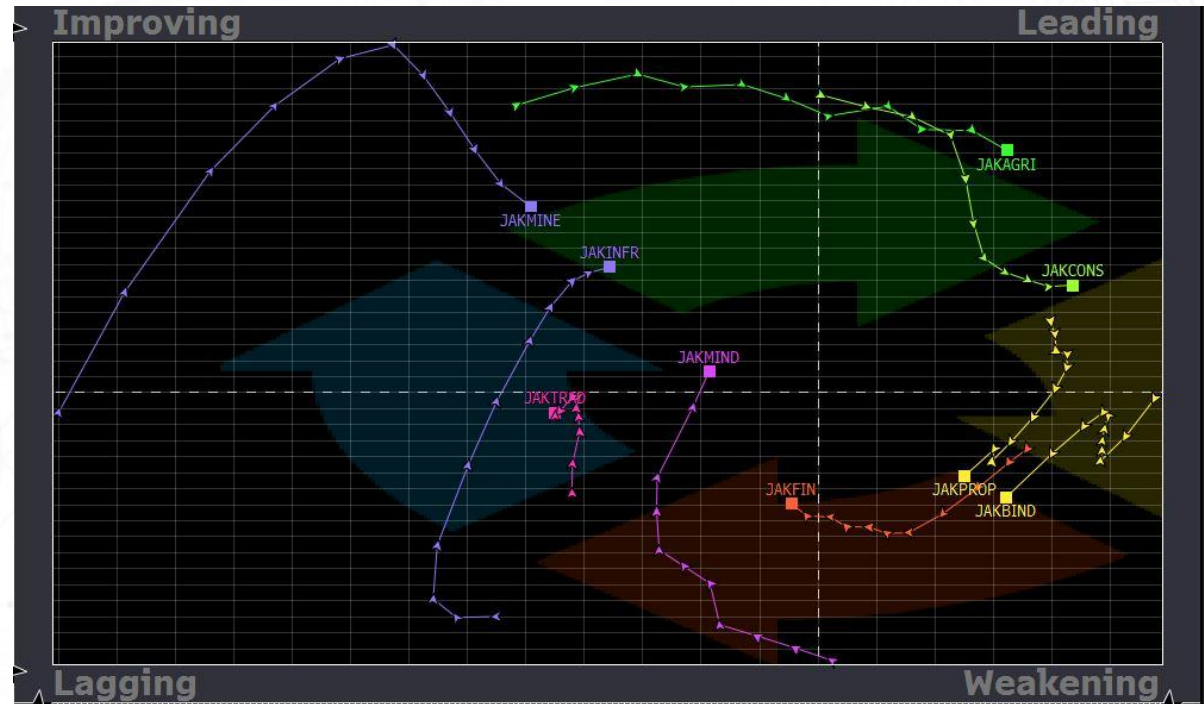 Improving
Leading
JAKAGRI
JAKMINE
JAKINFR
JAKCONS
JAKMIND
JAKFIN
JAKPROP
JAKBIND
Lagging
Weakening